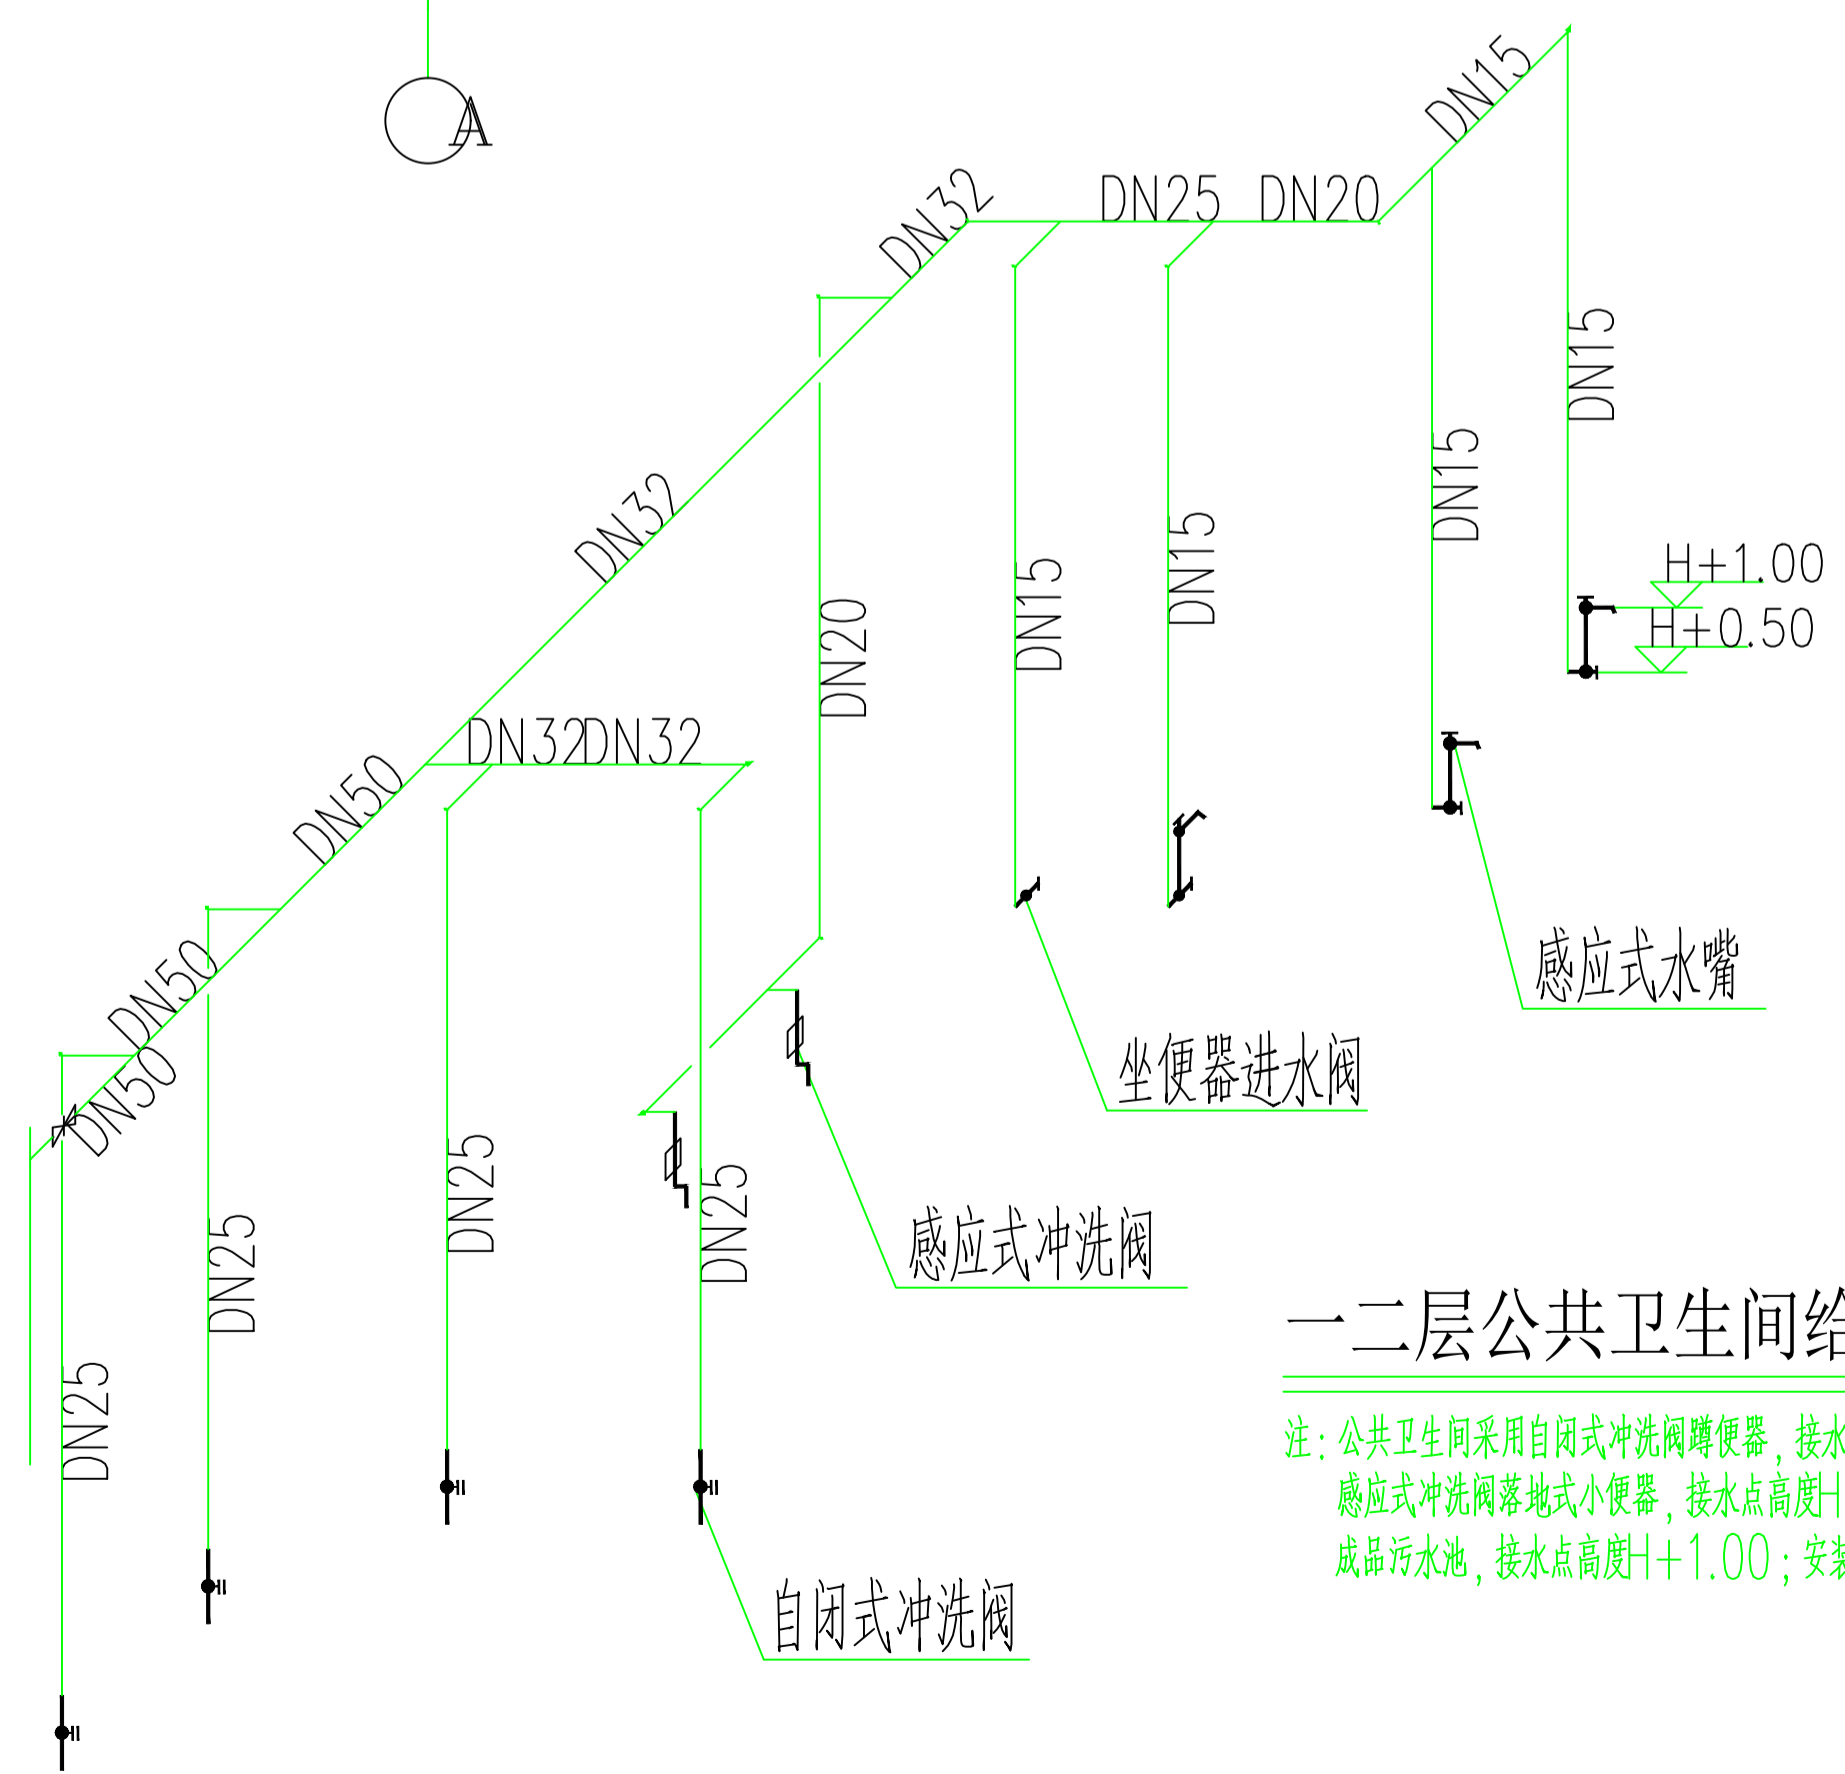 A
DN15
DN32
DN25 DN20
DN15
DN32
DN15
DN15
DN15
H+1.00
DN20
H+0.50
DN32DN32
DN50
DN50
感应式水嘴
DN50
坐便器进水阀
DN25
DN25
DN25
感应式冲洗阀
DN25
一二层公共卫生间给
注：公共卫生间采用自闭式冲洗阀蹲便器，接水
感应式冲洗阀落地式小便器，接水点高度H
成品污水池，接水点高度H+1.00；安装
自闭式冲洗阀